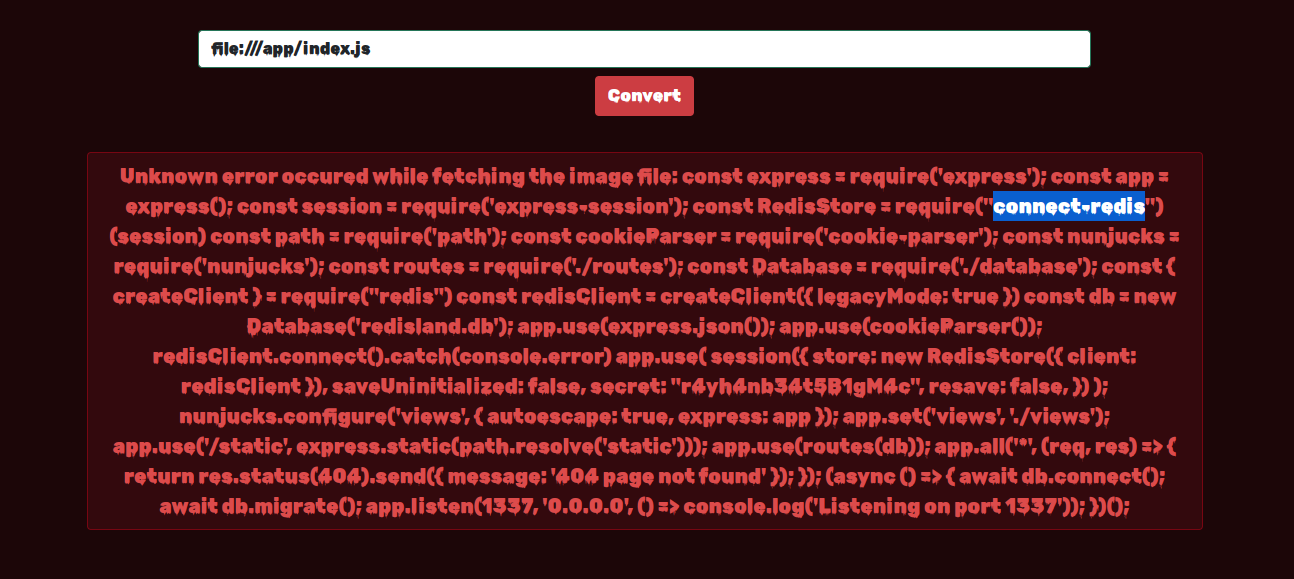 file:///app/index.js
Convert
Unknown error occured while fetching the image file: const express = require('express'); const app =
express(); const session = require('express-session'); const RedisStore = require("connect-redis")
(session) const path = require('path'); const cookieParser = require('cookie-parser'); const nunjucks =
require('nunjucks'); const routes = require('./routes'); const Database = require('./database'); const {
createClient } = require("redis") const redisClient = createClient({ legacyMode: true }) const db = new
Database('redisland.db'); app.use(express.json()); app.use(cookieParser());
redisClient.connect().catch(console.error) app.use( session({ store: new RedisStore({ client:
redisClient }), saveUninitialized: false, secret: "r4yh4nb34t5B1gM4c", resave: false, }) );
nunjucks.configure('views', { autoescape: true, express: app }); app.set('views', './views');
app.use('/static', express.static(path.resolve('static'))); app.use(routes(db)); app.all('*', (req, res) => {
return res.status(404).send({ message: '404 page not found' }); }); (async () => { await db.connect();
await db.migrate(); app.listen(1337, '0.0.0.0', () => console.log('Listening on port 1337')); })();